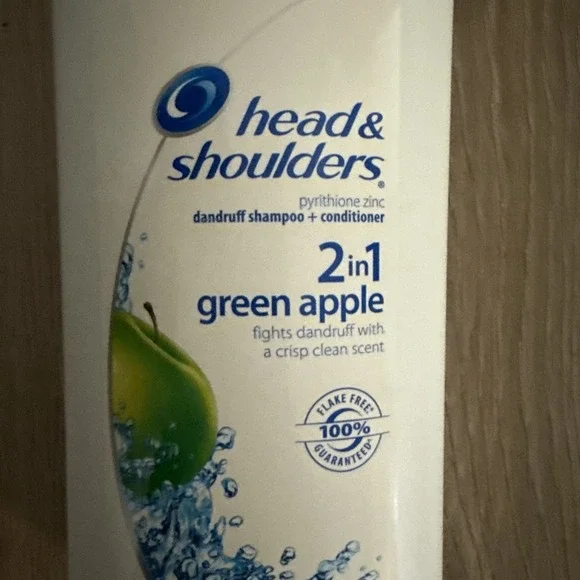 head &
shoulders®
pyrithione zinc
dandruff shampoo + conditioner
2in1
green apple
fights dandruff with
a crisp clean scent
FLAKE FREE*
100%
GUARANTEED^